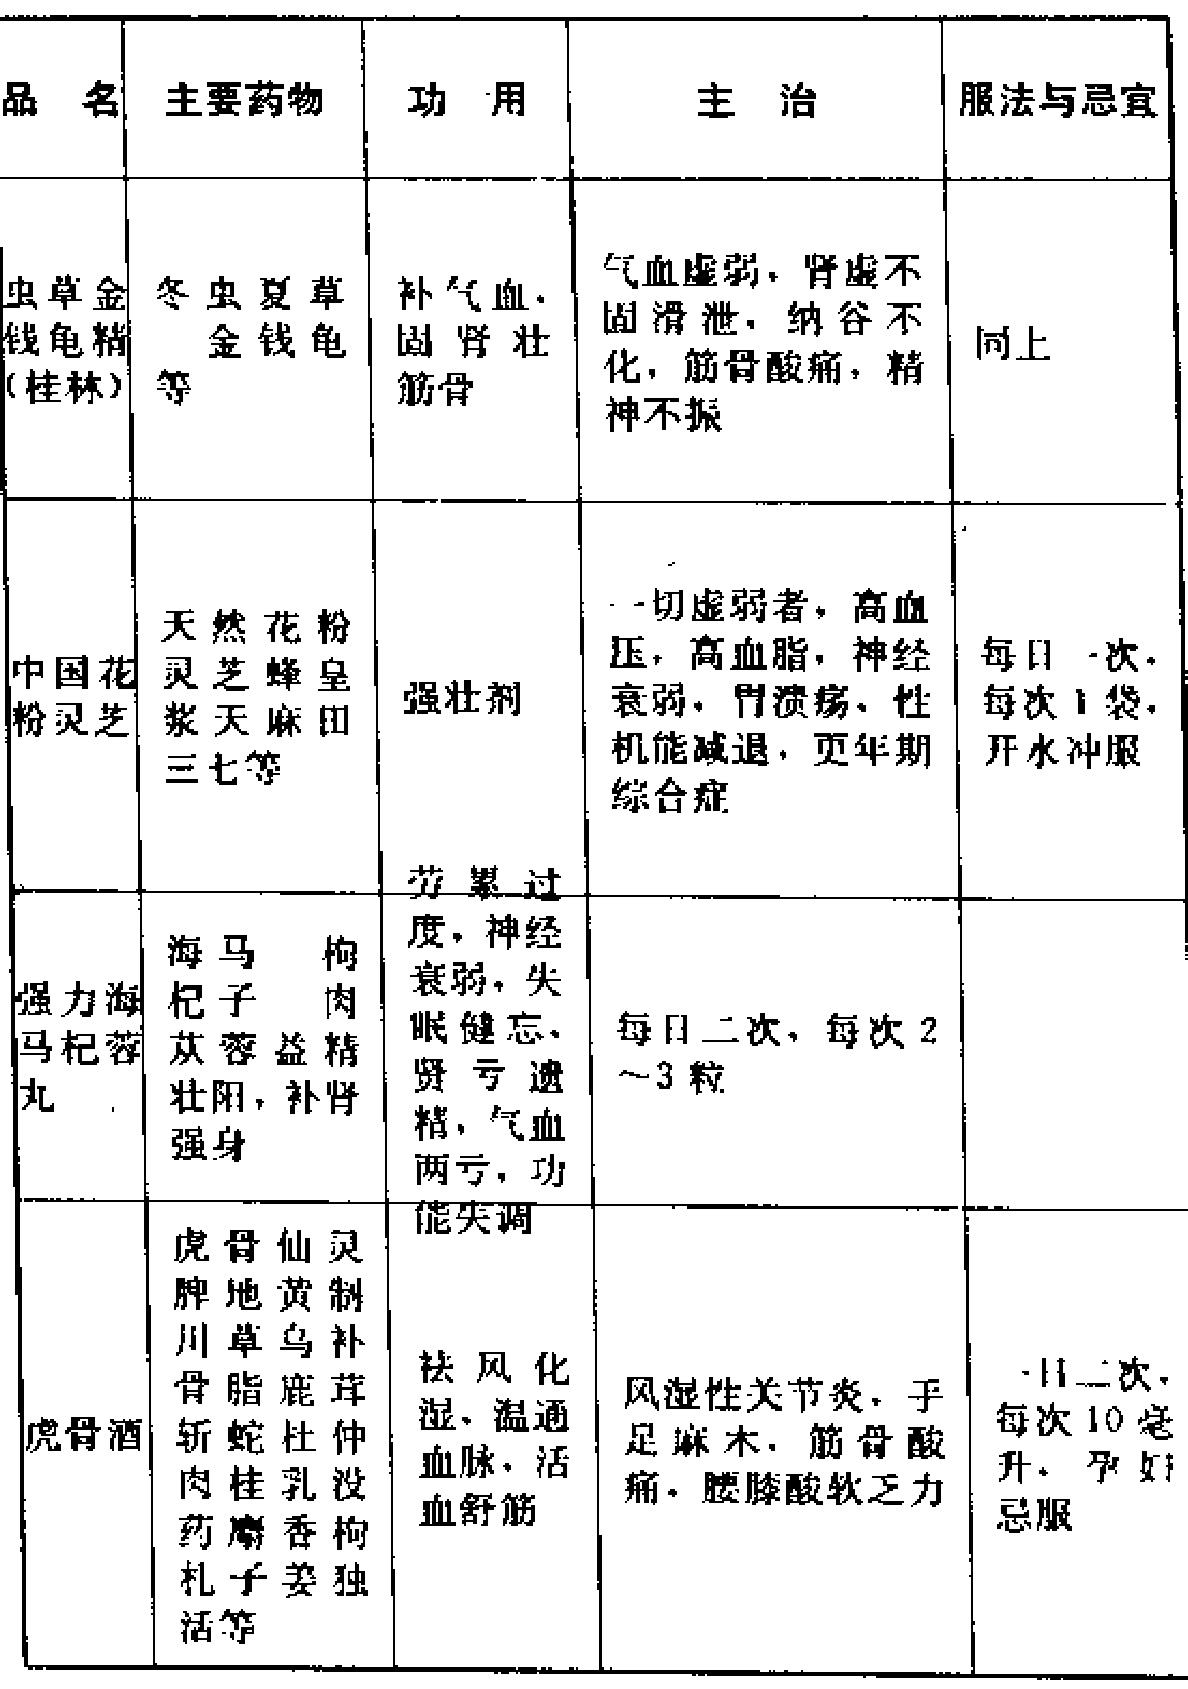 品 名
主要药物
功 用
主 治
服法与忌宜
虫草金
钱龟精
(桂林)
冬虫夏草
金钱龟
等
补气血,
固肾壮
筋骨
气血虚弱,肾虚不
固滑泄,纳谷不
化,筋骨酸痛,精
神不振
同上
中国花
粉灵芝
天然花粉
灵芝蜂皇
浆天麻田
三七等
强壮剂
一切虚弱者,高血
压,高血脂,神经
衰弱,胃溃疡、性
机能减退,更年期
综合症
每日一次,
每次1袋,
开水冲服
强力海
马杞蓉
丸
海马 枸
杞子 肉
苁蓉益精
壮阳,补肾
强身
劳累过
度,神经
衰弱,失
眠健忘,
肾亏遗
精,气血
两亏,功
能失调
每日二次,每次2
~3粒
虎骨酒
虎骨仙灵
脾地黄制
川草乌补
骨脂鹿茸
蕲蛇杜仲
肉桂乳没
药麝香枸
札子姜独
活等
祛风化
湿,温通
血脉,活
血舒筋
风湿性关节炎,手
足麻木,筋骨酸
痛,腰膝酸软乏力
一日二次,
每次10毫
升,孕妇
忌服